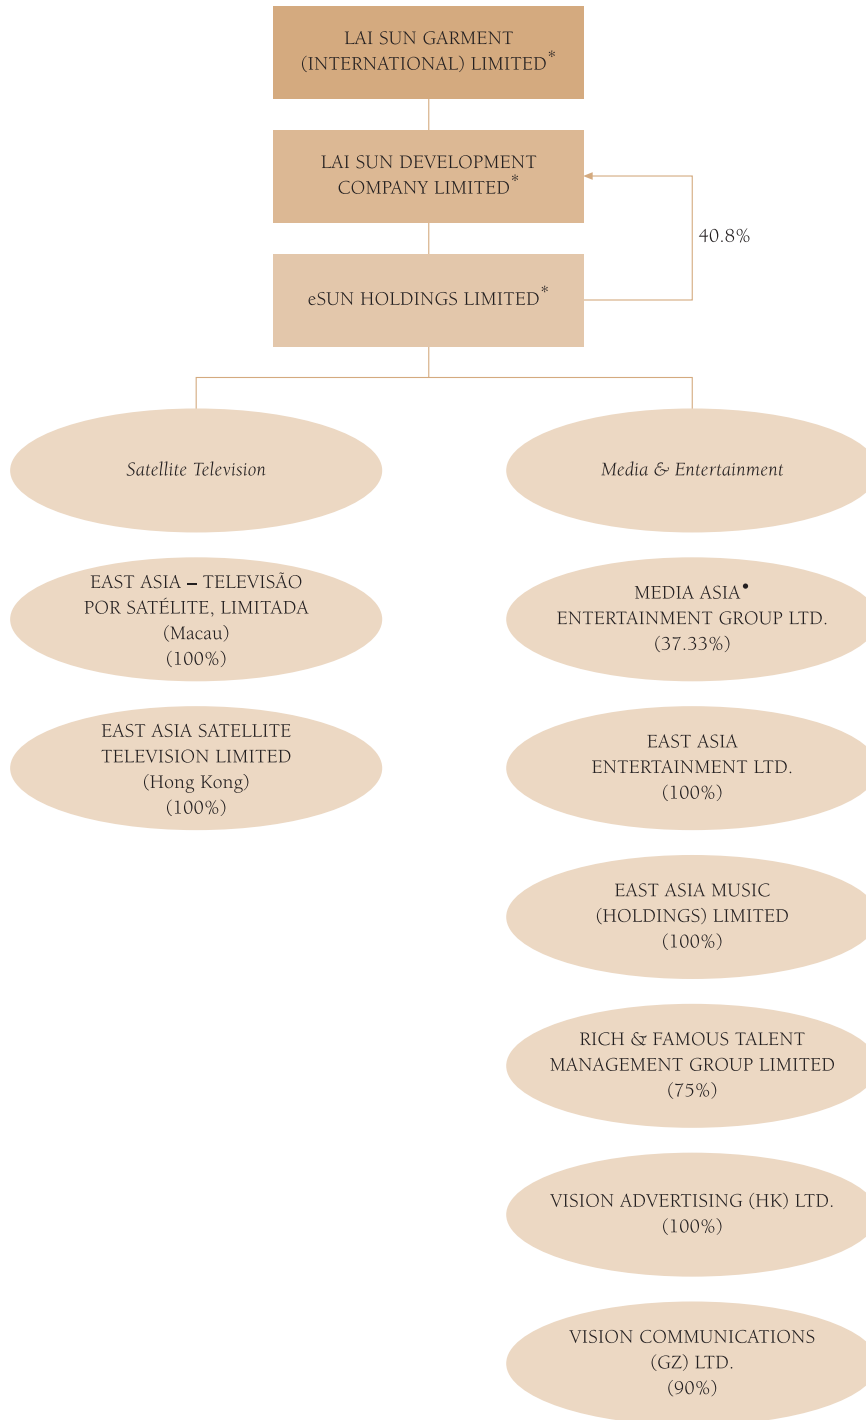 LAI SUN GARMENT
(INTERNATIONAL) LIMITED*
LAI SUN DEVELOPMENT
COMPANY LIMITED*
40.8%
eSUN HOLDINGS LIMITED*
Satellite Television
EAST ASIA – TELEVISÃO
POR SATÉLITE, LIMITADA
(Macau)
(100%)
EAST ASIA SATELLITE
TELEVISION LIMITED
(Hong Kong)
(100%)
Media & Entertainment
MEDIA ASIA•
ENTERTAINMENT GROUP LTD.
(37.33%)
EAST ASIA
ENTERTAINMENT LTD.
(100%)
EAST ASIA MUSIC
(HOLDINGS) LIMITED
(100%)
RICH & FAMOUS TALENT
MANAGEMENT GROUP LIMITED
(75%)
VISION ADVERTISING (HK) LTD.
(100%)
VISION COMMUNICATIONS
(GZ) LTD.
(90%)